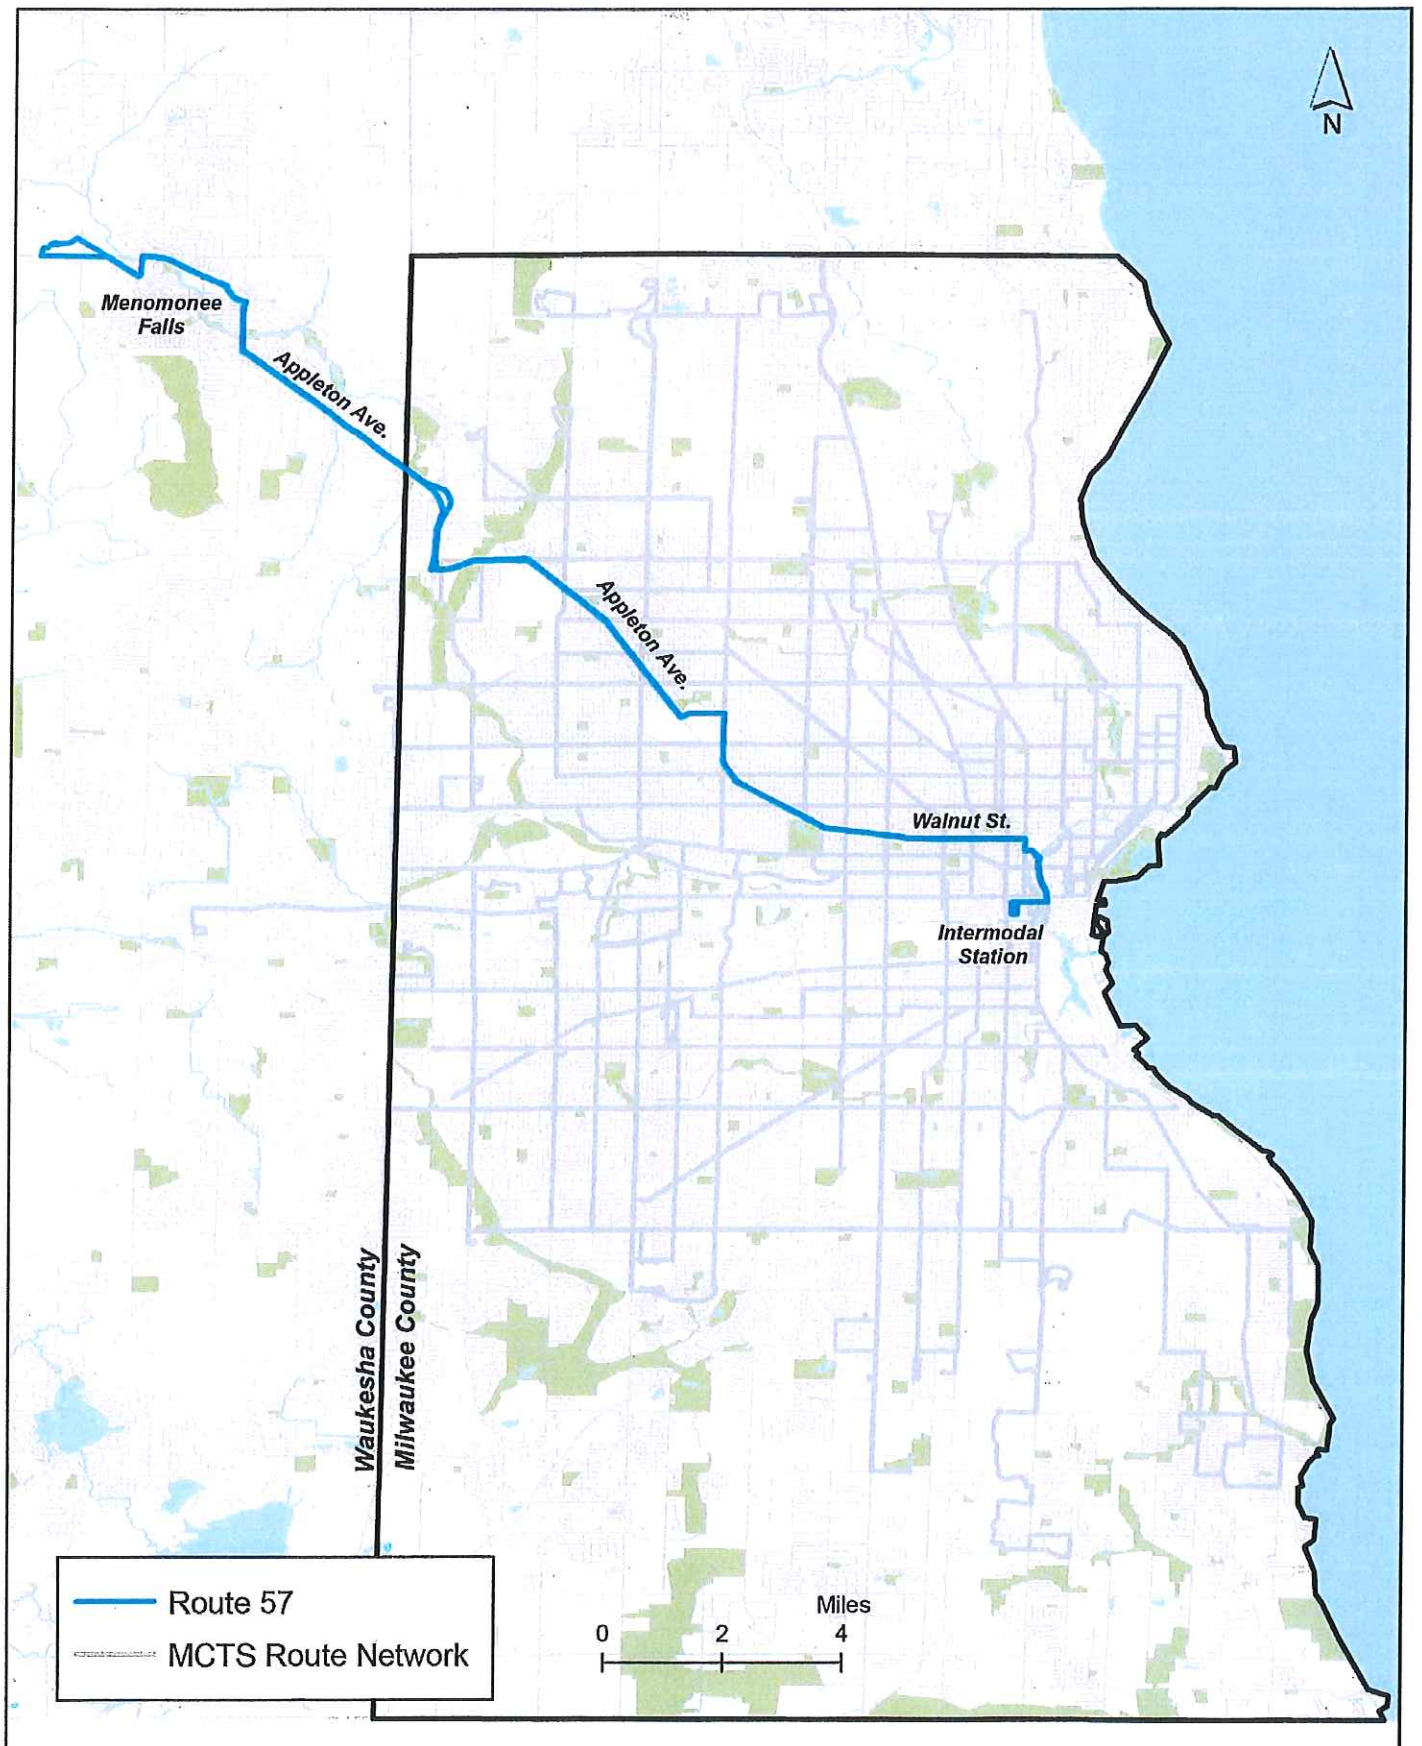 N
Menomonee
Falls
Appleton Ave.
Appleton Ave.
Walnut St.
Intermodal
Station
Waukesha County
Milwaukee County
Route 57
MCTS Route Network
Miles
0 2 4